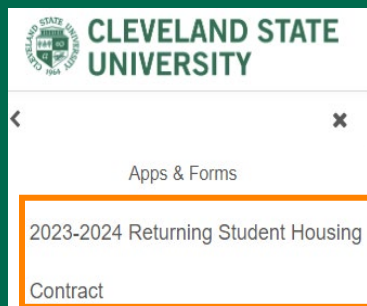 CLEVELAND STATE
UNIVERSITY
Apps & Forms
2023-2024 Returning Student Housing
Contract